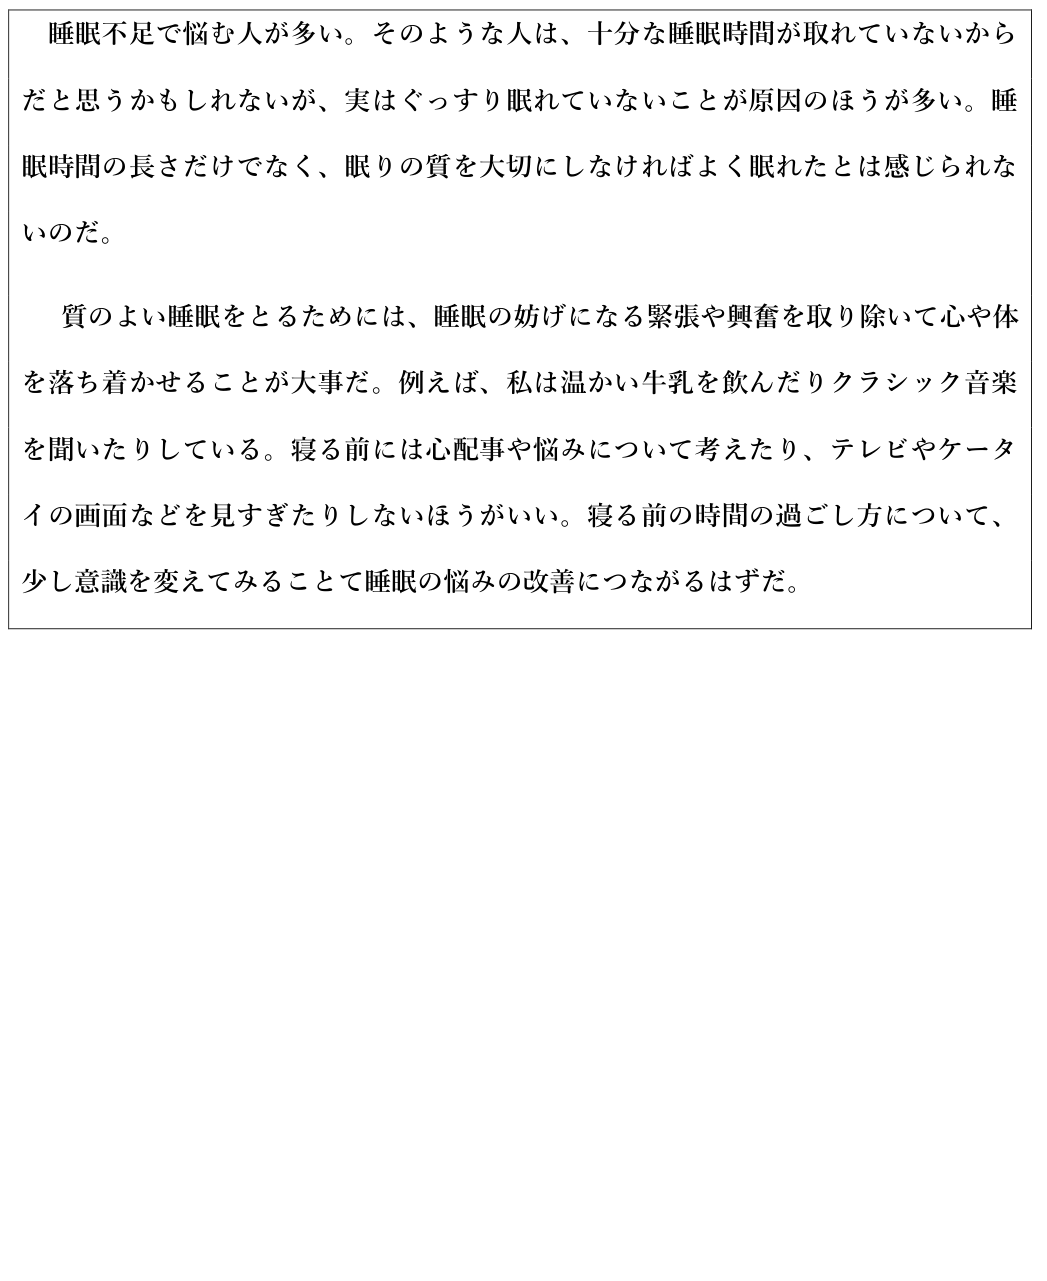 睡眠不足で悩む人が多い。そのような人は、十分な睡眠時間が取れていないから
だと思うかもしれないが、実はぐっすり眠れていないことが原因のほうが多い。睡
眠時間の長さだけでなく、眠りの質を大切にしなければよく眠れたとは感じられな
いのだ。
質のよい睡眠をとるためには、睡眠の妨げになる緊張や興奮を取り除いて心や体
を落ち着かせることが大事だ。例えば、私は温かい牛乳を飲んだりクラシック音楽
を聞いたりしている。寝る前には心配事や悩みについて考えたり、テレビやケータ
イの画面などを見すぎたりしないほうがいい。寝る前の時間の過ごし方について、
少し意識を変えてみることて睡眠の悩みの改善につながるはずだ。